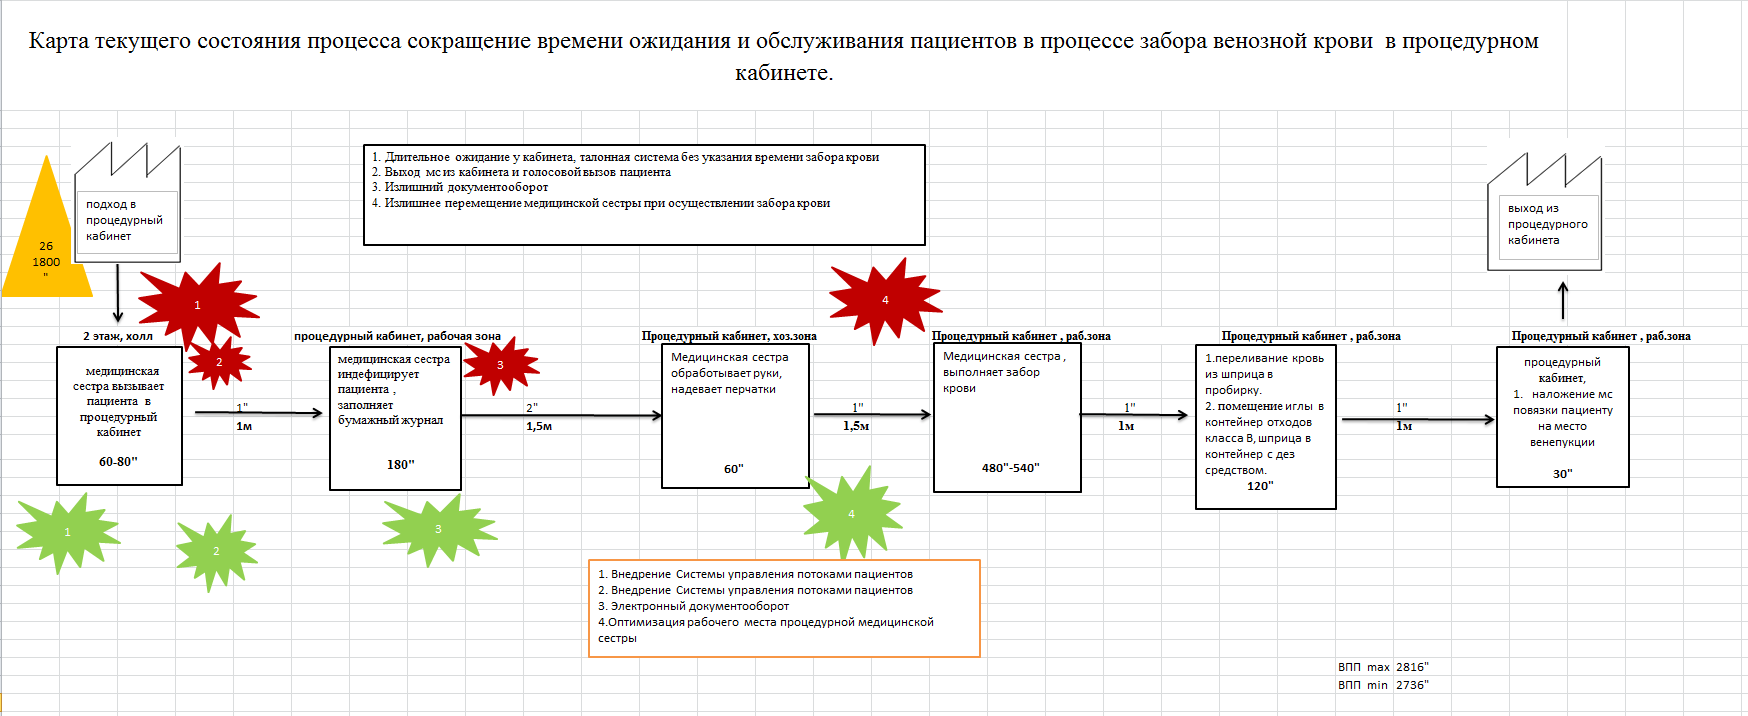 Карта текущего состояния процесса сокращение времени ожидания и обслуживания пациентов в процессе забора венозной крови в процедурном
кабинете.
подход в
процедурный
кабинет
26
1800
"
1. Длительное ожидание у кабинета, талонная система без указания времени забора крови
2. Выход мс из кабинета и голосовой вызов пациента
3. Излишний документооборот
4. Излишнее перемещение медицинской сестры при осуществлении забора крови
выход из
процедурного
кабинета
1
4
2 этаж, холл
процедурный кабинет, рабочая зона
Процедурный кабинет, хоз.зона
Процедурный кабинет , раб.зона
Процедурный кабинет , раб.зона
Процедурный кабинет , раб.зона
2
3
медицинская
сестра вызывает
пациента в
процедурный
кабинет
60-80"
1"
1м
медицинская сестра
индефицирует
пациента ,
заполняет
бумажный журнал
180"
2"
1,5м
Медицинская сестра
обрабатывает руки,
надевает перчатки
60"
1"
1,5м
Медицинская сестра ,
выполняет забор
крови
480"-540"
1"
1м
1.переливание кровь
из шприца в
пробирку.
2. помещение иглы в
контейнер отходов
класса В, шприца в
контейнер с дез
средством.
120"
1"
1м
процедурный
кабинет,
1. наложение мс
повязки пациенту
на место
венепукции
30"
1
2
3
4
1. Внедрение Системы управления потоками пациентов
2. Внедрение Системы управления потоками пациентов
3. Электронный документооборот
4.Оптимизация рабочего места процедурной медицинской
сестры
ВПП max 2816"
ВПП min 2736"